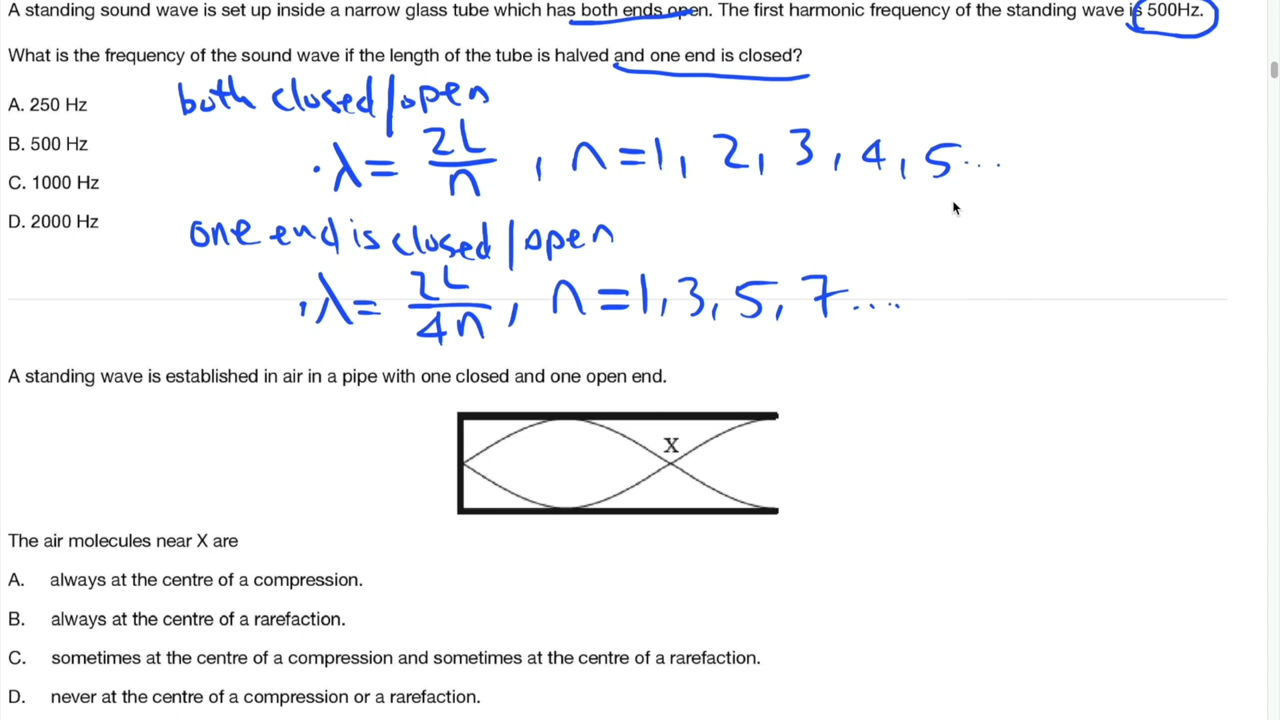 A standing sound wave is set up inside a narrow glass tube which has both ends open. The first harmonic frequency of the standing wave is 500Hz.
What is the frequency of the sound wave if the length of the tube is halved and one end is closed?
both closed/open
A. 250 Hz
·λ = 2L/n , n=1, 2, 3, 4, 5...
B. 500 Hz
C. 1000 Hz
D. 2000 Hz
one end is closed/open
·λ = 2L/4n , n=1, 3, 5, 7....
A standing wave is established in air in a pipe with one closed and one open end.
X
The air molecules near X are
A. always at the centre of a compression.
B. always at the centre of a rarefaction.
C. sometimes at the centre of a compression and sometimes at the centre of a rarefaction.
D. never at the centre of a compression or a rarefaction.